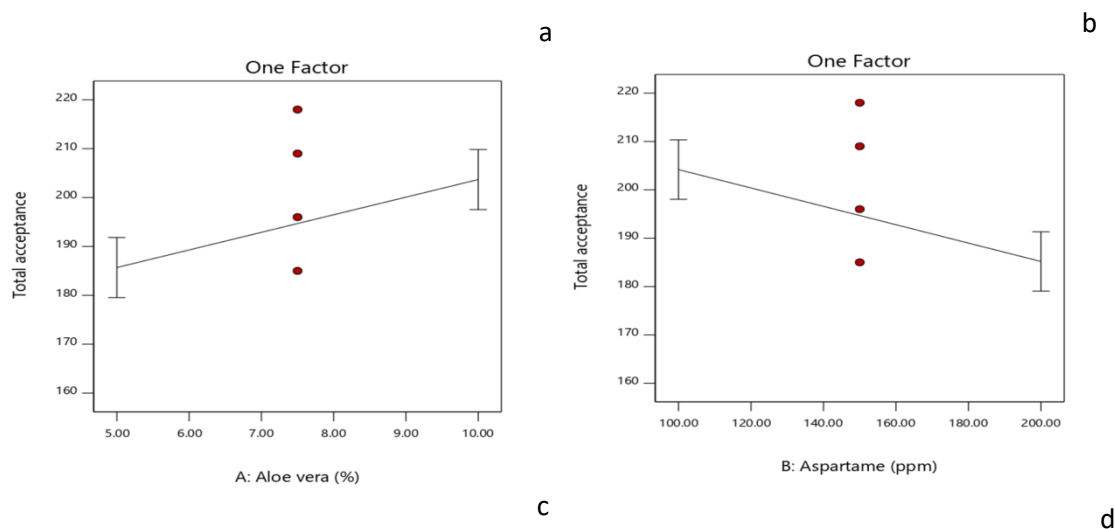 a
One Factor
220
210
200
190
180
170
160
Total acceptance
5.00 6.00 7.00 8.00 9.00 10.00
A: Aloe vera (%)
b
One Factor
220
210
200
190
180
170
160
Total acceptance
100.00 120.00 140.00 160.00 180.00 200.00
B: Aspartame (ppm)
c
d